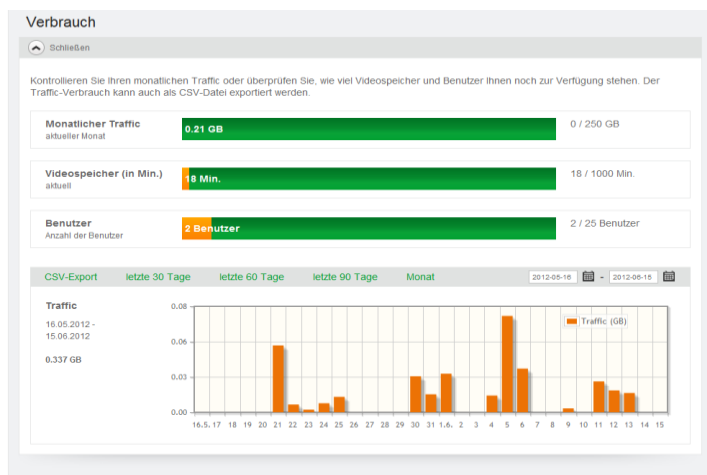 Verbrauch
Schließen
Kontrollieren Sie Ihren monatlichen Traffic oder überprüfen Sie, wie viel Videospeicher und Benutzer Ihnen noch zur Verfügung stehen. Der
Traffic-Verbrauch kann auch als CSV-Datei exportiert werden.
Monatlicher Traffic
aktueller Monat
0.21 GB
0 / 250 GB
Videospeicher (in Min.)
aktuell
18 Min.
18 / 1000 Min.
Benutzer
Anzahl der Benutzer
2 Benutzer
2 / 25 Benutzer
CSV-Export letzte 30 Tage letzte 60 Tage letzte 90 Tage Monat 2012-05-16 - 2012-06-15
Traffic
16.05.2012 -
15.06.2012
0.337 GB
0.08
0.06
0.03
0.00
Traffic (GB)
16.5. 17 18 19 20 21 22 23 24 25 26 27 28 29 30 31 1.6. 2 3 4 5 6 7 8 9 10 11 12 13 14 15